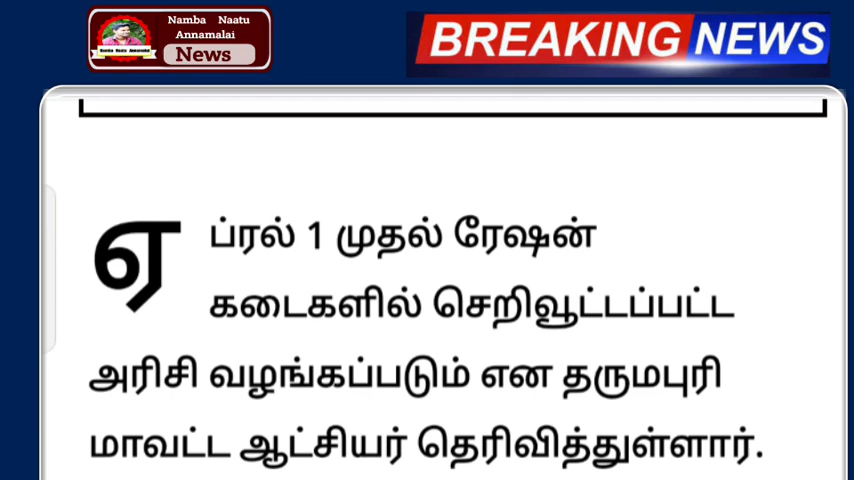 Namba Naatu
Annamalai
News
BREAKING NEWS
ஏப்ரல் 1 முதல் ரேஷன்
கடைகளில் செறிவூட்டப்பட்ட
அரிசி வழங்கப்படும் என தருமபுரி
மாவட்ட ஆட்சியர் தெரிவித்துள்ளார்.